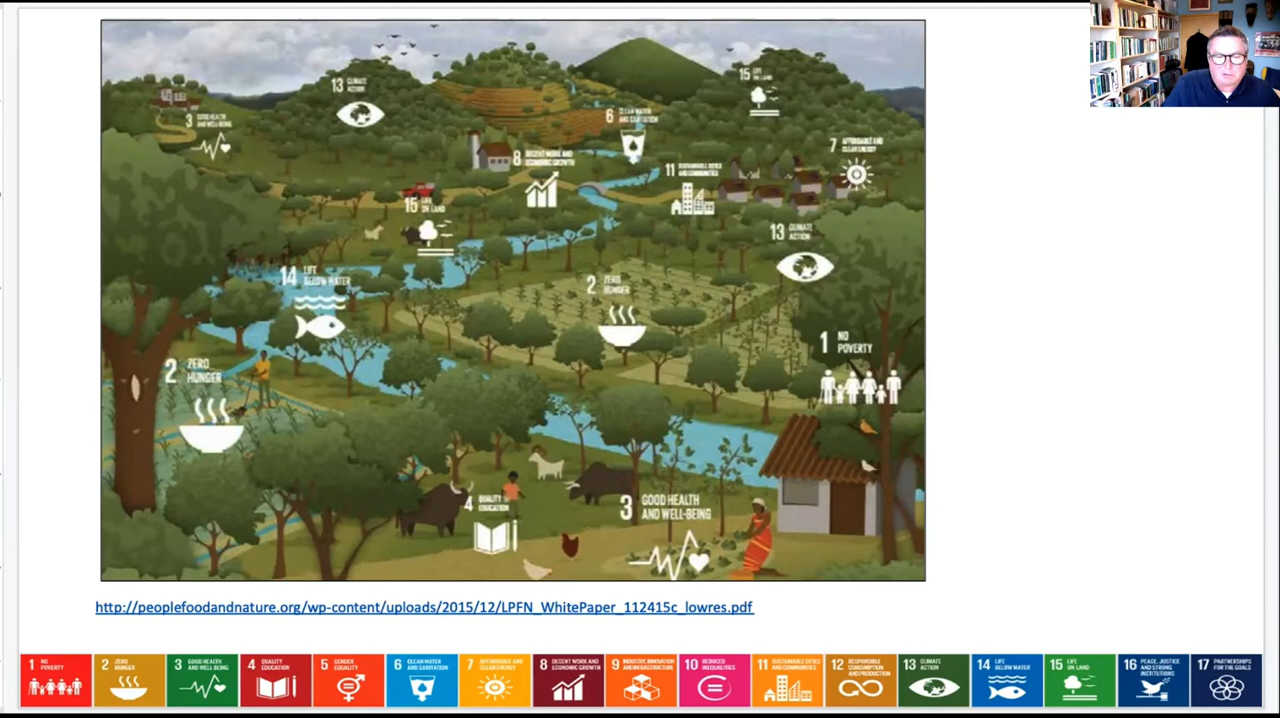 13 CLIMATE
ACTION
15 LIFE
ON LAND
3 GOOD HEALTH
AND WELL-BEING
6 CLEAN WATER
AND SANITATION
7 AFFORDABLE AND
CLEAN ENERGY
8 DECENT WORK AND
ECONOMIC GROWTH
11 SUSTAINABLE CITIES
AND COMMUNITIES
15 LIFE
ON LAND
13 CLIMATE
ACTION
14 LIFE
BELOW WATER
2 ZERO
HUNGER
1 NO
POVERTY
2 ZERO
HUNGER
4 QUALITY
EDUCATION
3 GOOD HEALTH
AND WELL-BEING
http://peoplefoodandnature.org/wp-content/uploads/2015/12/LPFN_WhitePaper_112415c_lowres.pdf
1 NO
POVERTY
2 ZERO
HUNGER
3 GOOD HEALTH
AND WELL-BEING
4 QUALITY
EDUCATION
5 GENDER
EQUALITY
6 CLEAN WATER
AND SANITATION
7 AFFORDABLE AND
CLEAN ENERGY
8 DECENT WORK AND
ECONOMIC GROWTH
9 INDUSTRY, INNOVATION
AND INFRASTRUCTURE
10 REDUCED
INEQUALITIES
11 SUSTAINABLE CITIES
AND COMMUNITIES
12 RESPONSIBLE
CONSUMPTION
AND PRODUCTION
13 CLIMATE
ACTION
14 LIFE
BELOW WATER
15 LIFE
ON LAND
16 PEACE, JUSTICE
AND STRONG
INSTITUTIONS
17 PARTNERSHIPS
FOR THE GOALS